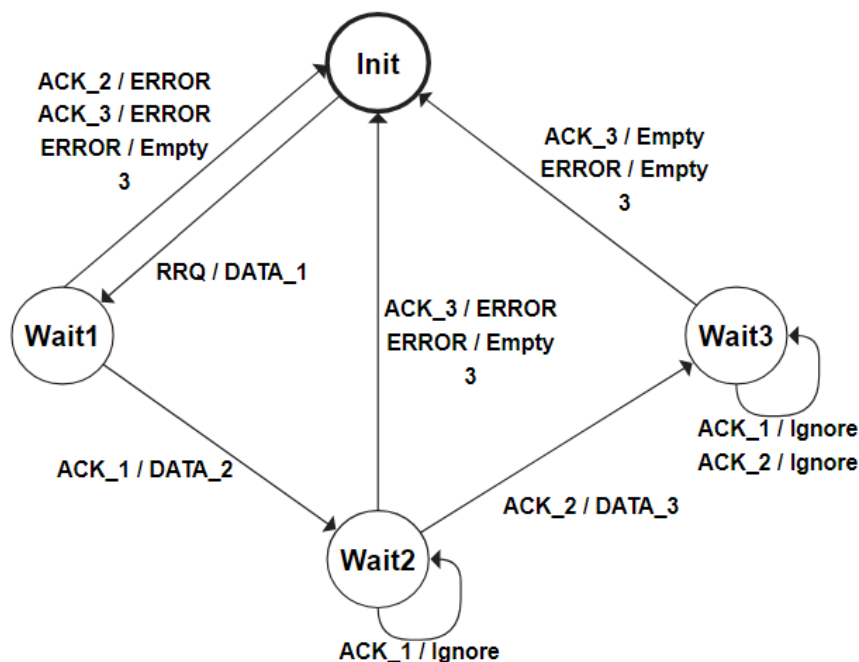 Init
ACK_2 / ERROR
ACK_3 / ERROR
ERROR / Empty
3
ACK_3 / Empty
ERROR / Empty
3
RRQ / DATA_1
ACK_3 / ERROR
ERROR / Empty
3
Wait1
Wait3
ACK_1 / Ignore
ACK_2 / Ignore
ACK_1 / DATA_2
ACK_2 / DATA_3
Wait2
ACK_1 / Ignore